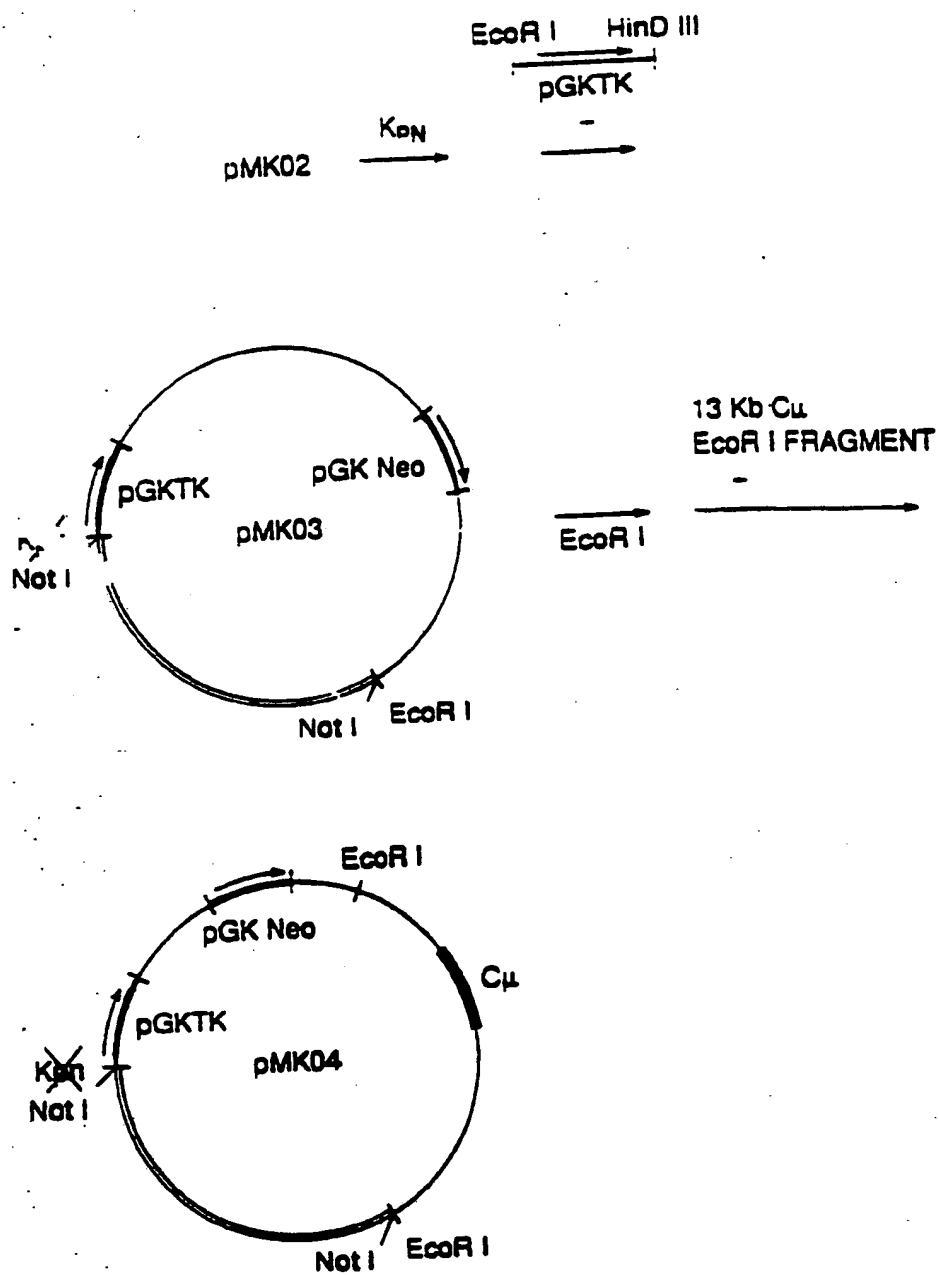 EcoR I HinD III
pGKTK
pMK02 KpN
pGKTK
pGK Neo
pMK03
Not I
Not I EcoR I
EcoR I
13 Kb Cμ
EcoR I FRAGMENT
EcoR I
pGK Neo
Cμ
pGKTK
pMK04
Kpn
Not I
Not I EcoR I